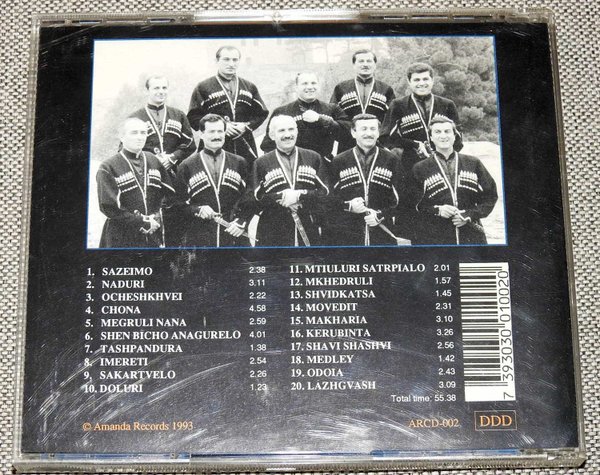 1. SAZEIMO 2.38
2. NADURI 3.11
3. OCHESHKHVEI 2.22
4. CHONA 4.58
5. MEGRULI NANA 2.59
6. SHEN BICHO ANAGURELO 4.01
7. TASHPANDURA 1.38
8. IMERETI 2.54
9. SAKARTVELO 2.26
10. DOLURI 1.23
11. MTIULURI SATRPIALO 2.01
12. MKHEDRULI 1.57
13. SHVIDKATSA 1.45
14. MOVEDIT 2.31
15. MAKHARIA 3.10
16. KERUBINTA 3.26
17. SHAVI SHASHVI 2.56
18. MEDLEY 1.42
19. ODOIA 2.43
20. LAZHGVASH 3.09
Total time: 55.38
7 393030 010020
© Amanda Records 1993
ARCD-002
DDD